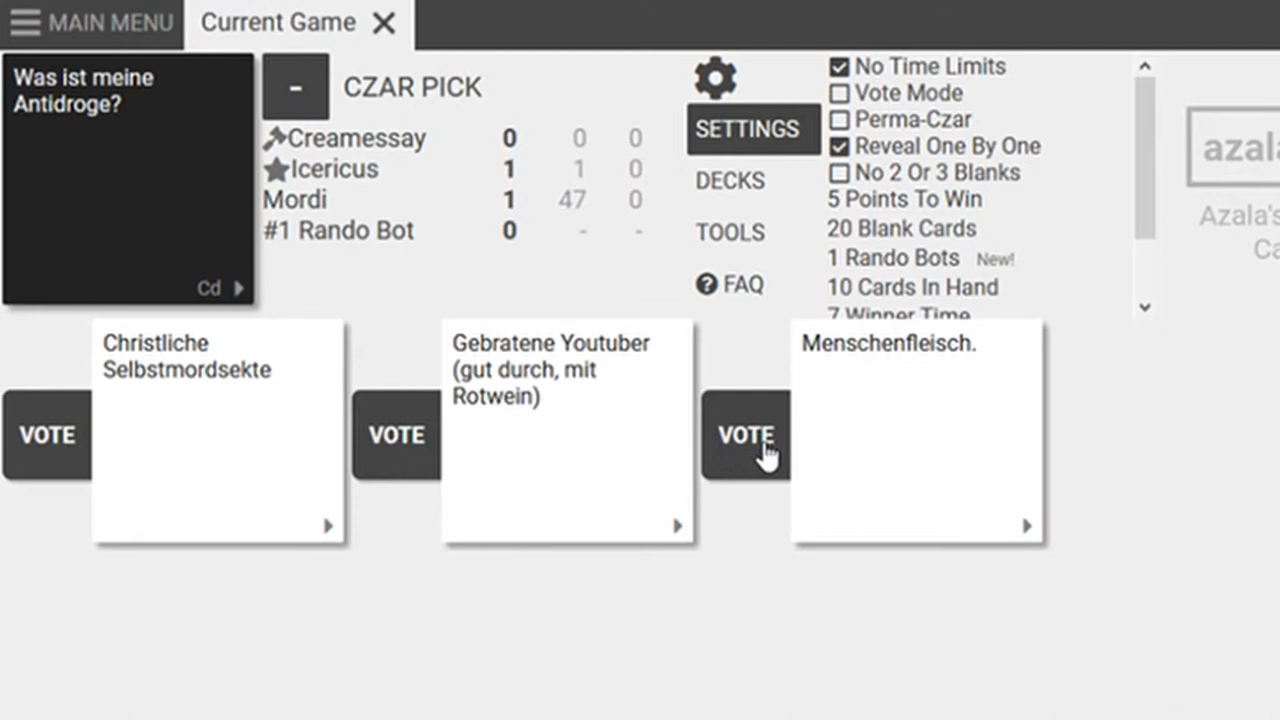 MAIN MENU
Current Game
Was ist meine
Antidroge?
Cd
-
CZAR PICK
Creamessay 0 0 0
Icericus 1 1 0
Mordi 1 47 0
#1 Rando Bot 0 - -
SETTINGS
DECKS
TOOLS
? FAQ
No Time Limits
Vote Mode
Perma-Czar
Reveal One By One
No 2 Or 3 Blanks
5 Points To Win
20 Blank Cards
1 Rando Bots New!
10 Cards In Hand
7 Winner Time
Azala's
VOTE
Christliche
Selbstmordsekte
VOTE
Gebratene Youtuber
(gut durch, mit
Rotwein)
VOTE
Menschenfleisch.